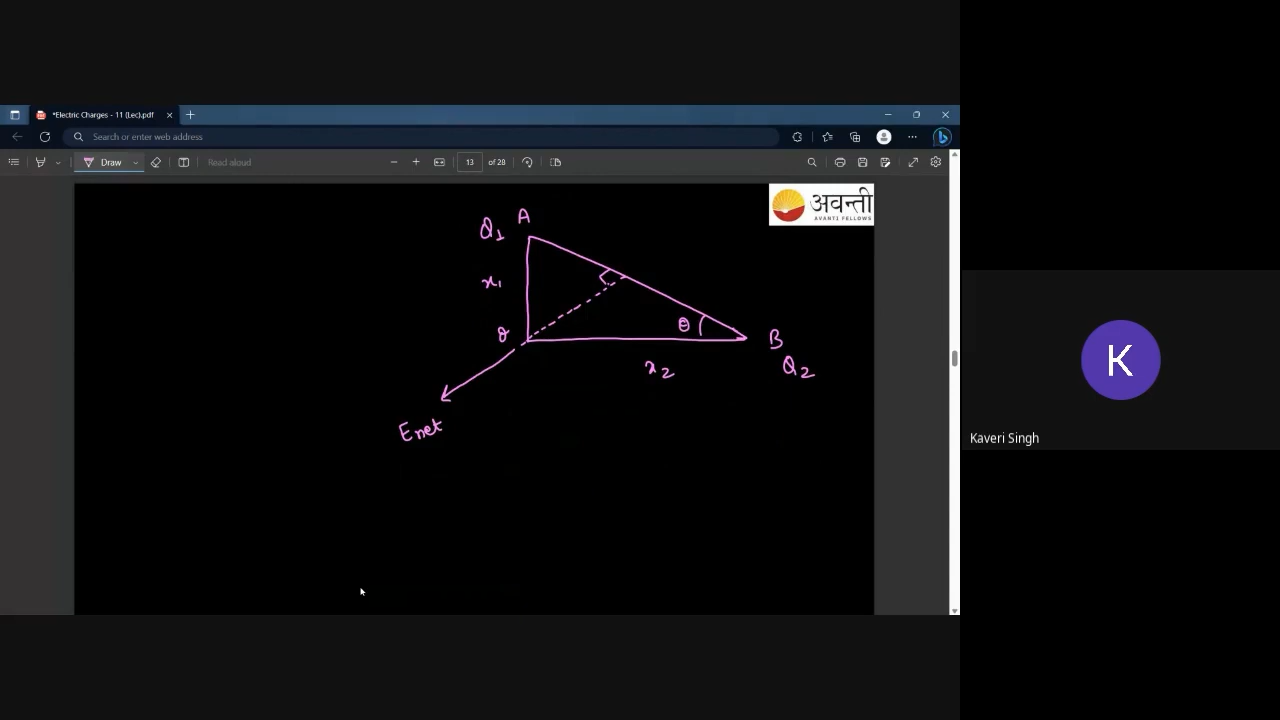 *Electric Charges - 11 (Lec).pdf
Search or enter web address
Draw
Read aloud
13 of 28
अवन्ती
AVANTI FELLOWS
A
Q1
x1
θ
B
x2
Q2
Enet
K
Kaveri Singh